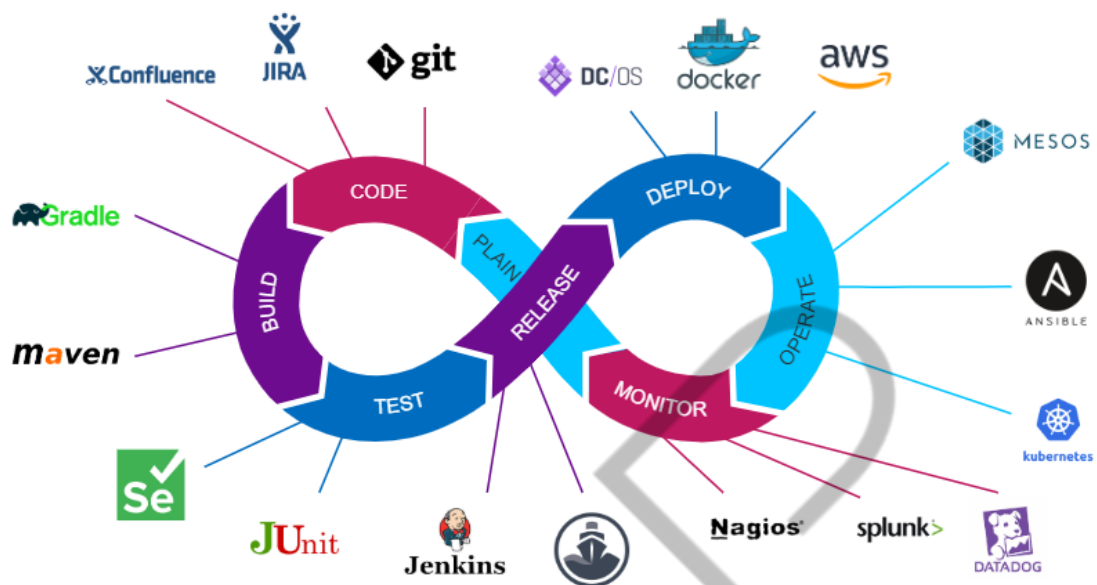 Confluence
JIRA
git
DC/OS
docker
aws
MESOS
CODE
DEPLOY
Gradle
PLAIN
BUILD
RELEASE
OPERATE
ANSIBLE
maven
TEST
MONITOR
kubernetes
Se
JUnit
Jenkins
Nagios®
splunk>
DATADOG